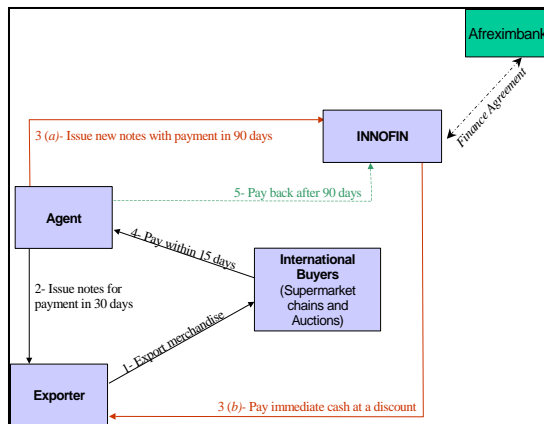 Afreximbank
Finance Agreement
3 (a)- Issue new notes with payment in 90 days
INNOFIN
5- Pay back after 90 days
Agent
4- Pay within 15 days
International
Buyers
(Supermarket
chains and
Auctions)
2- Issue notes for
payment in 30 days
1- Export merchandise
Exporter
3 (b)- Pay immediate cash at a discount